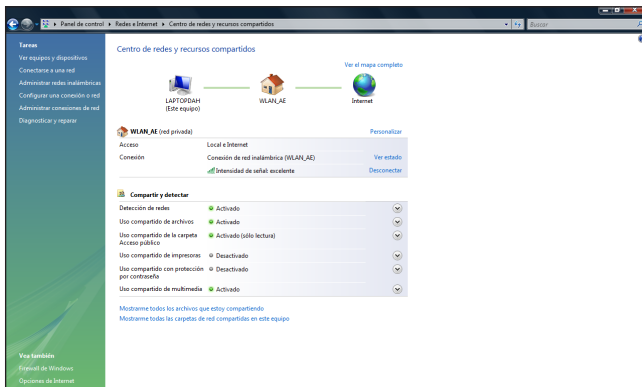 Panel de control ▸ Redes e Internet ▸ Centro de redes y recursos compartidos
Buscar
Tareas
Ver equipos y dispositivos
Conectarse a una red
Administrar redes inalámbricas
Configurar una conexión o red
Administrar conexiones de red
Diagnosticar y reparar
Centro de redes y recursos compartidos
Ver el mapa completo
LAPTOPDAH
(Este equipo)
WLAN_AE
Internet
WLAN_AE (red privada)
Personalizar
Acceso
Local e Internet
Conexión
Conexión de red inalámbrica (WLAN_AE)
Ver estado
Intensidad de señal: excelente
Desconectar
Compartir y detectar
Detección de redes
Activado
Uso compartido de archivos
Activado
Uso compartido de la carpeta
Acceso público
Activado (sólo lectura)
Uso compartido de impresoras
Desactivado
Uso compartido con protección
por contraseña
Desactivado
Uso compartido de multimedia
Activado
Mostrarme todos los archivos que estoy compartiendo
Mostrarme todas las carpetas de red compartidas en este equipo
Vea también
Firewall de Windows
Opciones de Internet